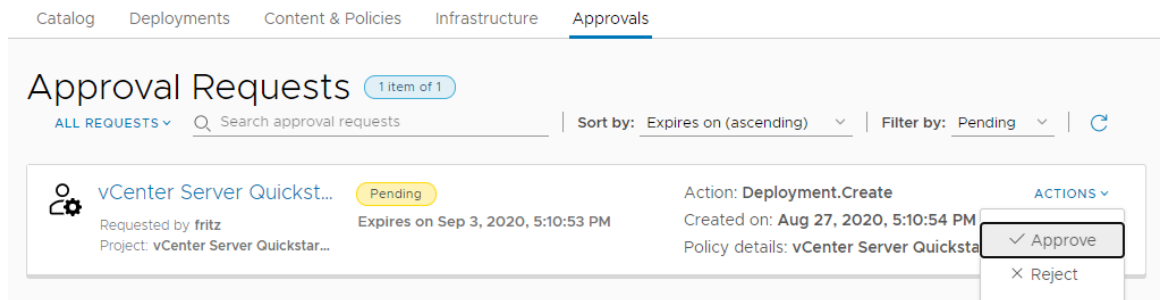 Catalog Deployments Content & Policies Infrastructure Approvals
Approval Requests 1 item of 1
ALL REQUESTS Search approval requests Sort by: Expires on (ascending) Filter by: Pending
vCenter Server Quickst... Pending Action: Deployment.Create ACTIONS
Requested by fritz Expires on Sep 3, 2020, 5:10:53 PM Created on: Aug 27, 2020, 5:10:54 PM
Project: vCenter Server Quickstar... Policy details: vCenter Server Quicksta
Approve
Reject